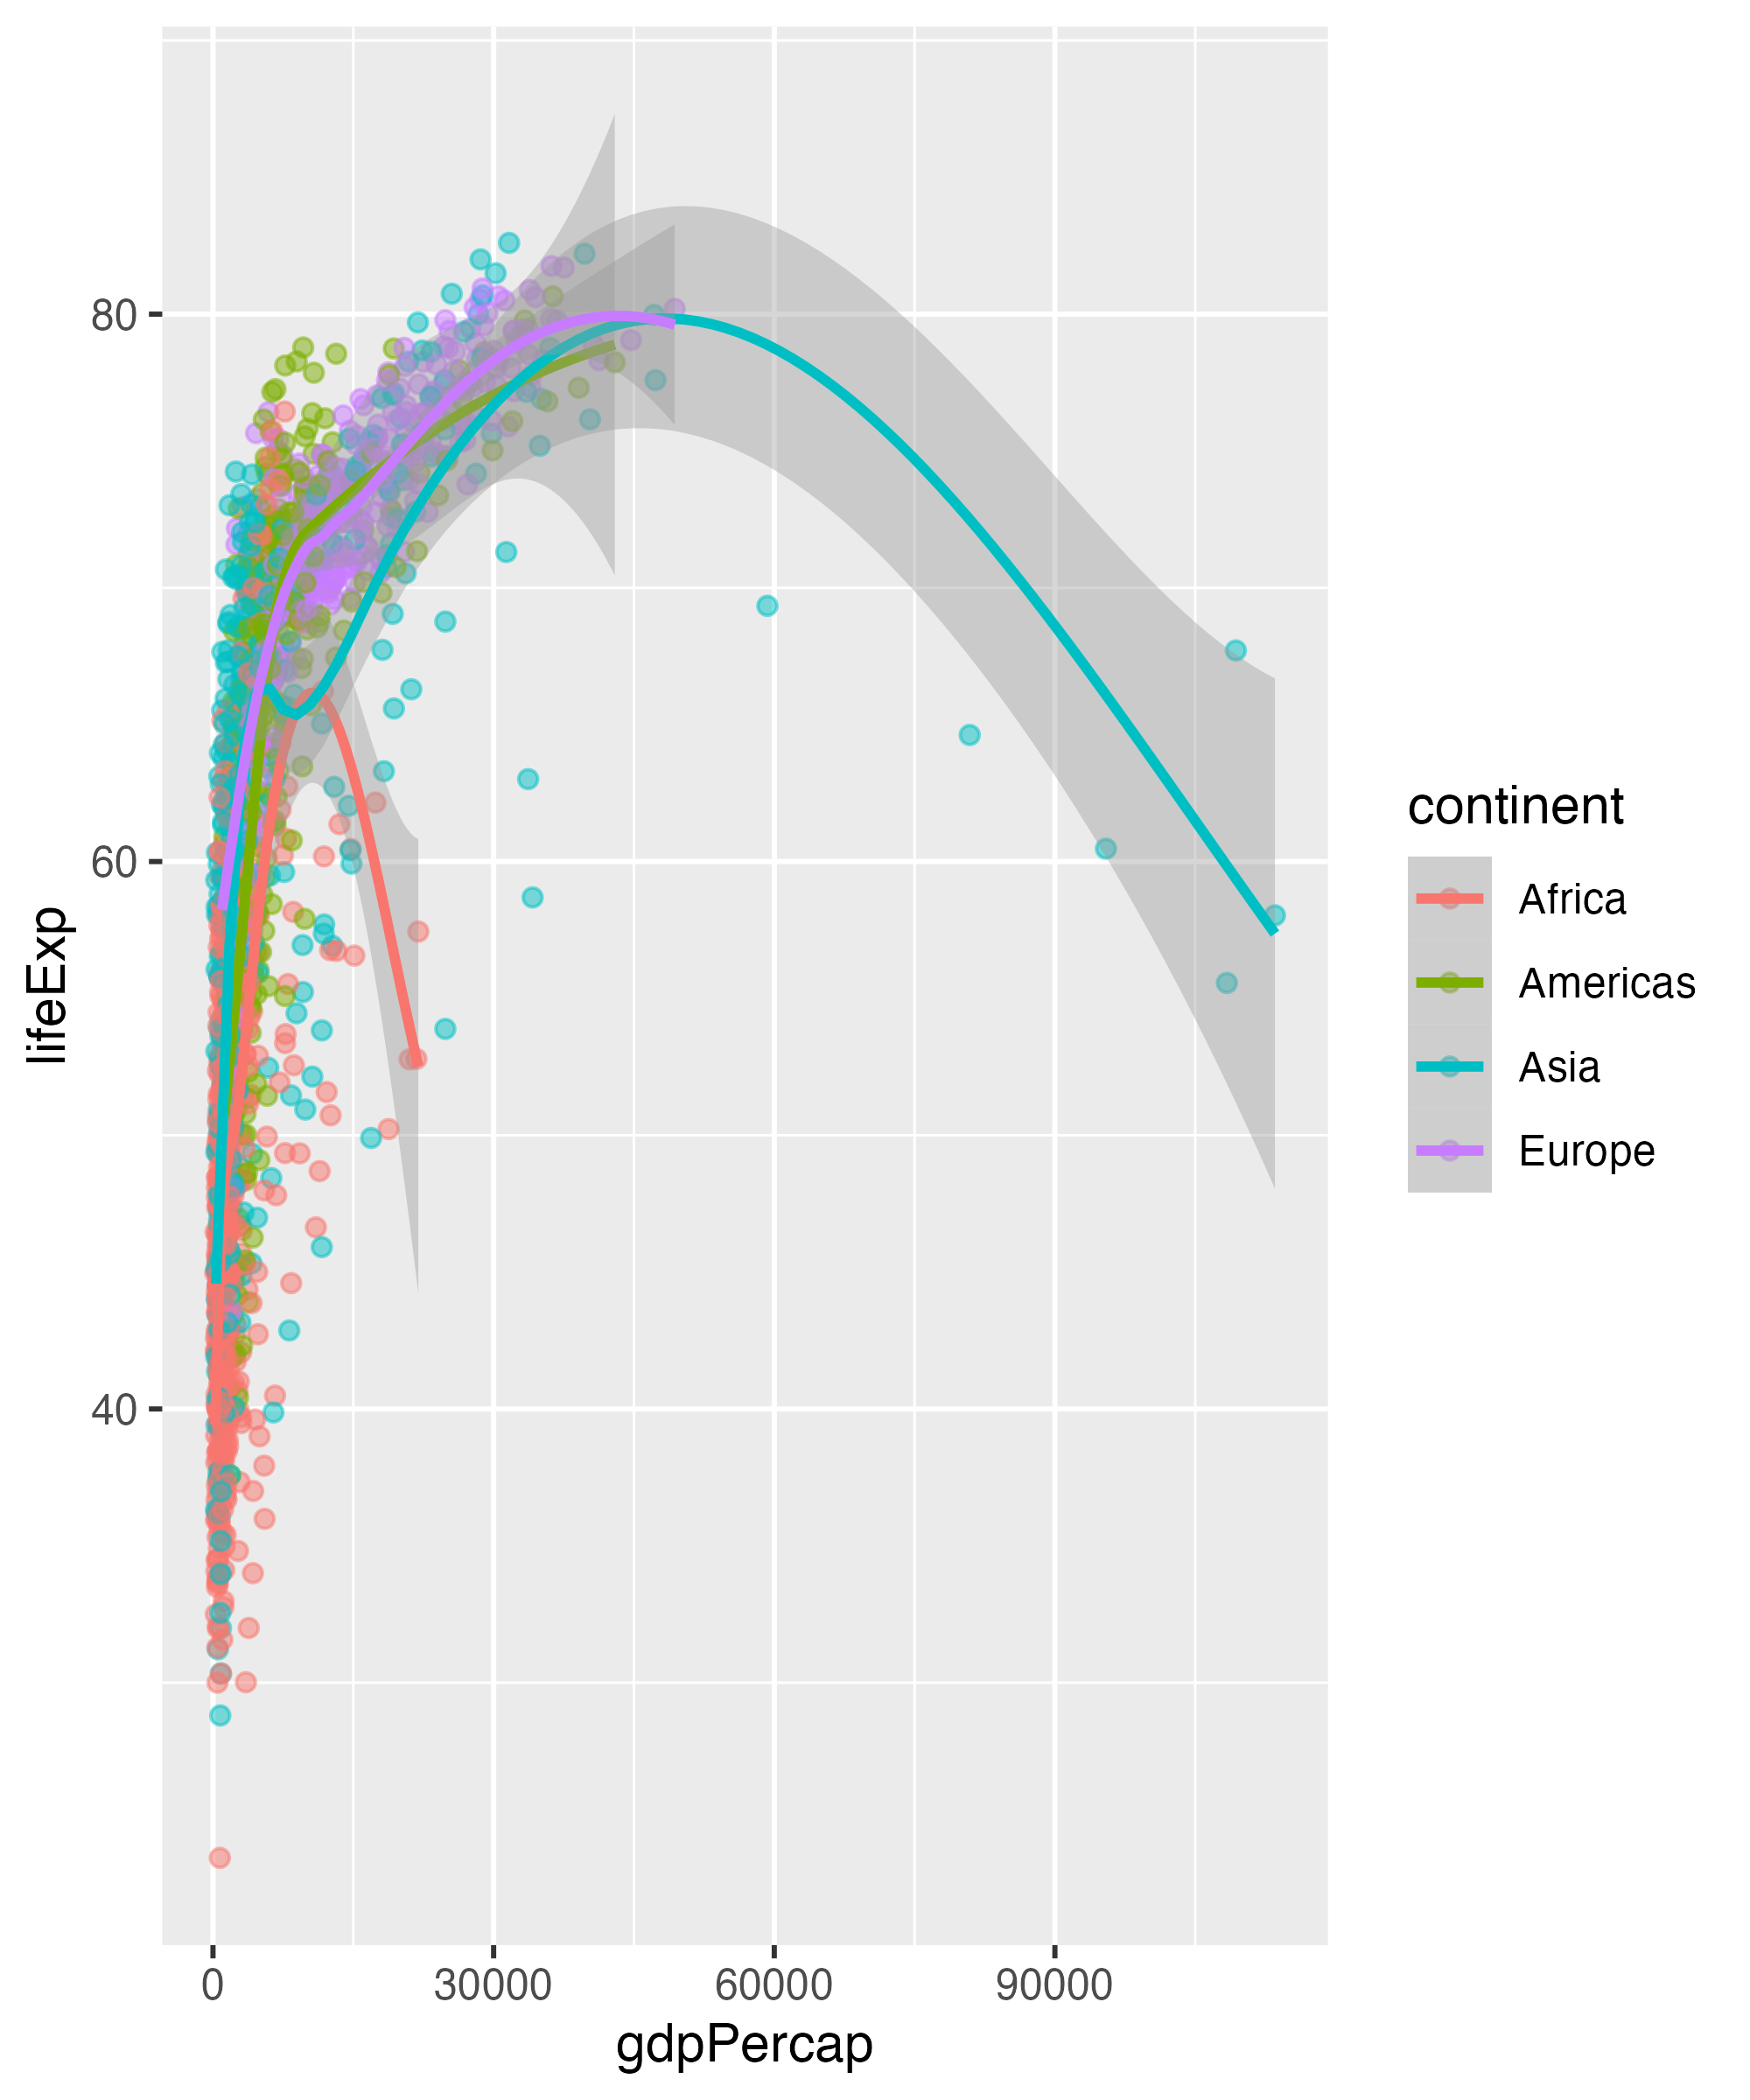 80
60
40
lifeExp
0 30000 60000 90000
gdpPercap
continent
Africa
Americas
Asia
Europe